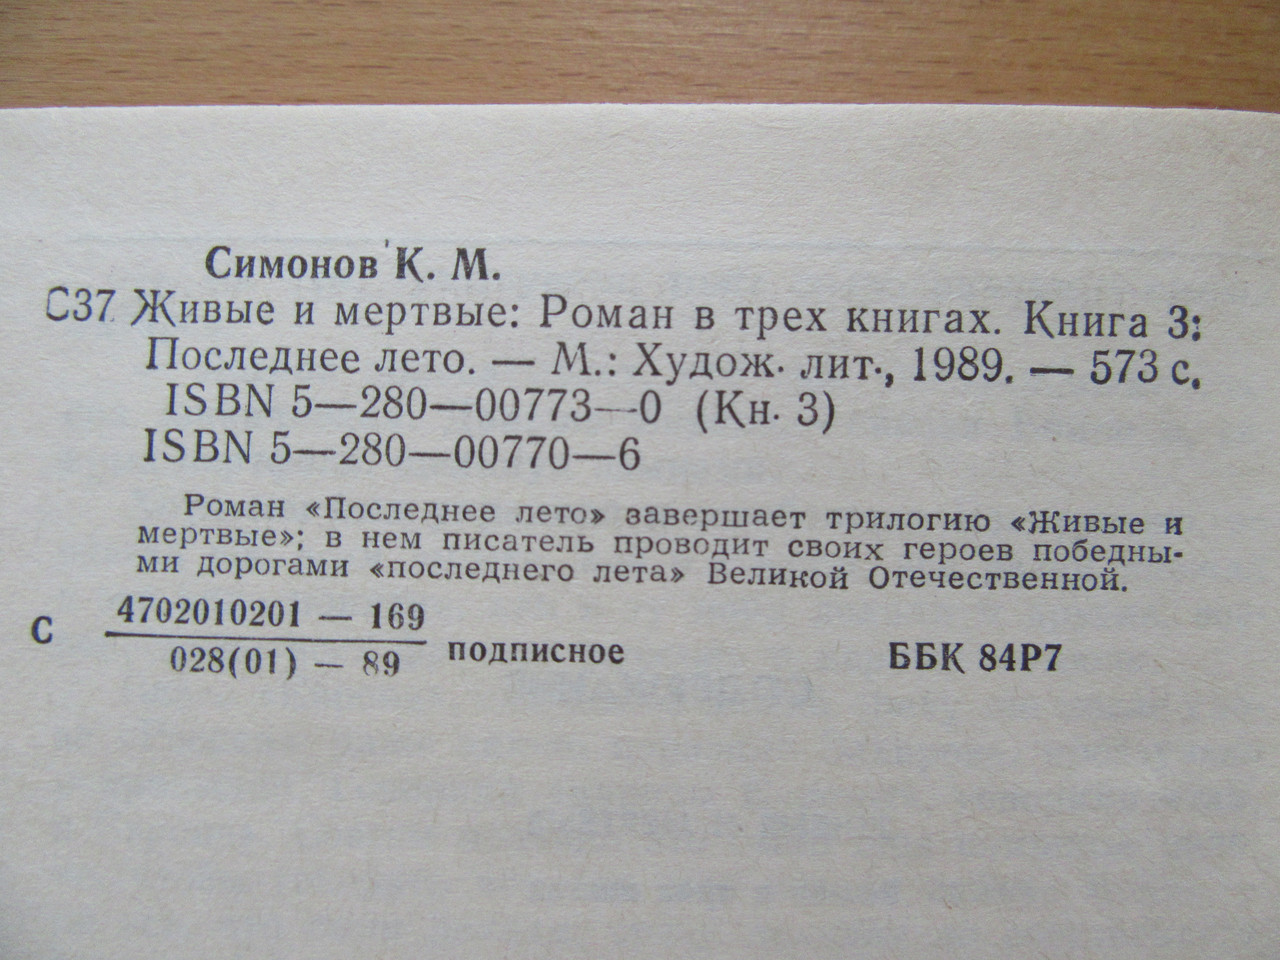 Симонов К. М.
С37 Живые и мертвые: Роман в трех книгах. Книга 3:
Последнее лето. — М.: Худож. лит., 1989. — 573 с.
ISBN 5—280—00773—0 (Кн. 3)
ISBN 5—280—00770—6
Роман «Последнее лето» завершает трилогию «Живые и
мертвые»; в нем писатель проводит своих героев победны-
ми дорогами «последнего лета» Великой Отечественной.
С 4702010201 — 169
028(01) — 89 подписное ББК 84Р7